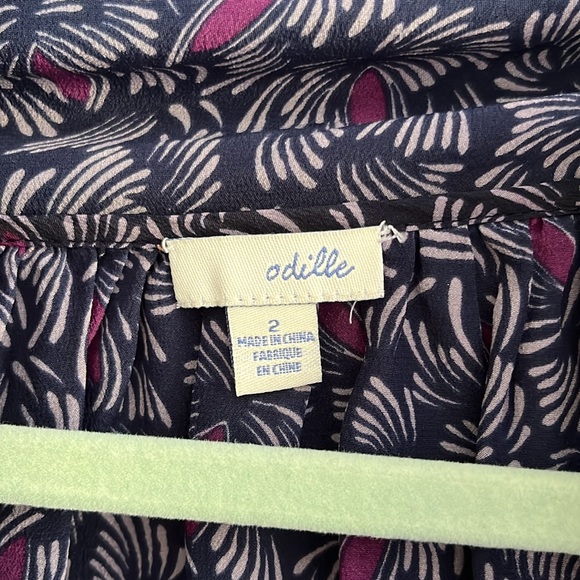 odille
2
MADE IN CHINA
FABRIQUE
EN CHINE